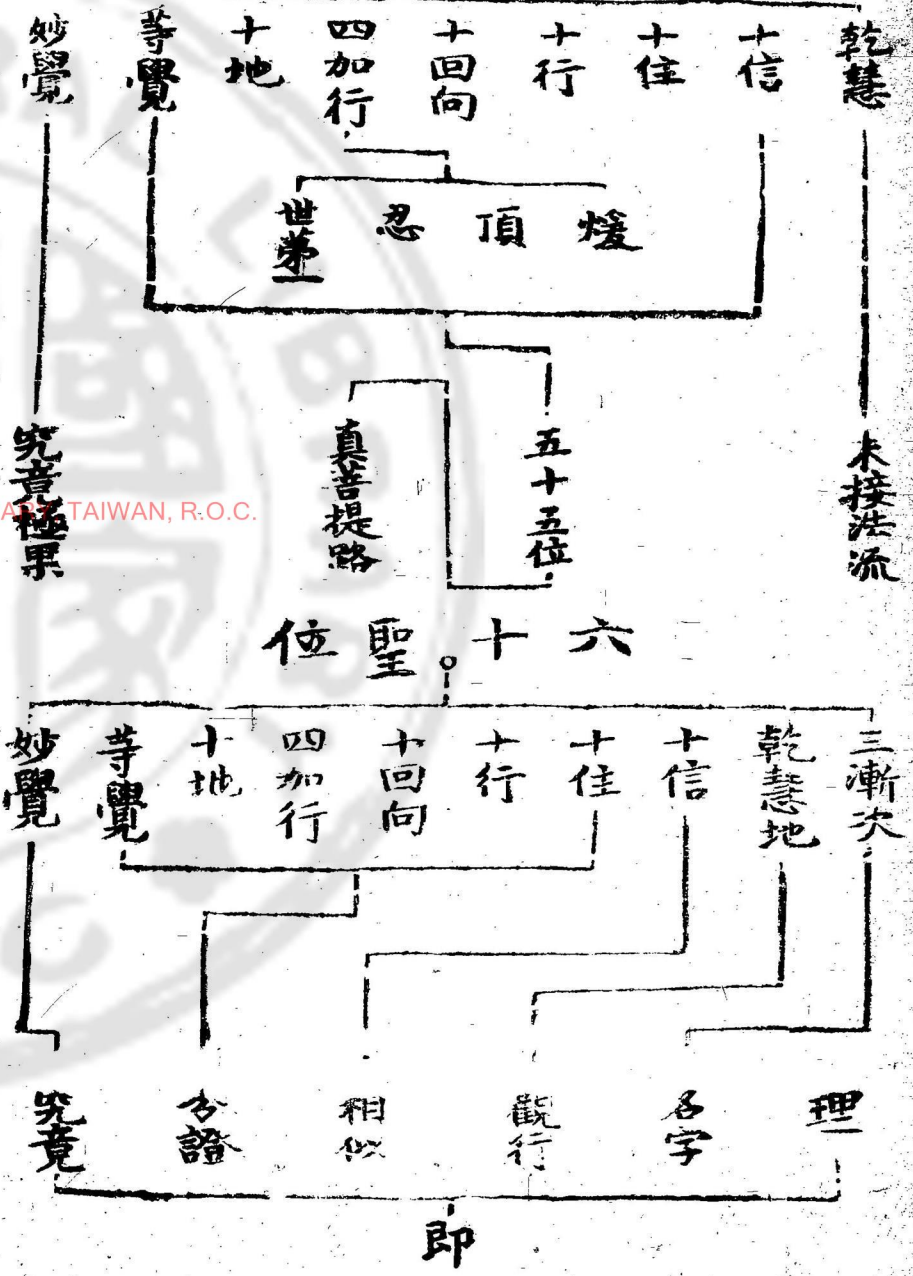 乾慧
十信
十住
十行
十回向
四加行
十地
等覺
妙覺
煖
頂
忍
世第一
未接法流
五十五位
真菩提路
究竟極果
ARY, TAIWAN, R.O.C.
六十聖位
三漸次
乾慧地
十信
十住
十行
十回向
四加行
十地
等覺
妙覺
理
名字
觀行
相似
分證
究竟
即